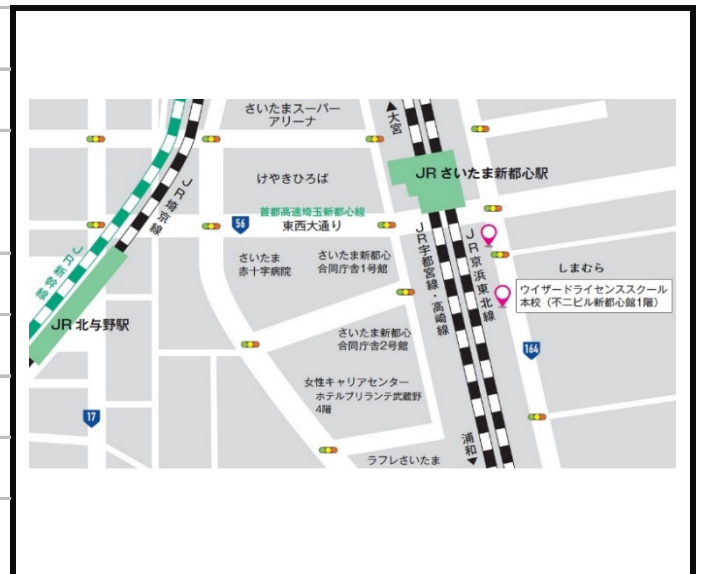 さいたまスーパー
アリーナ
▲大宮
JR さいたま新都心駅
けやきひろば
JR埼京線
首都高速埼玉新都心線
56
東西大通り
JR新幹線
さいたま
赤十字病院
さいたま新都心
合同庁舎1号館
JR宇都宮線・高崎線
JR京浜東北線
しまむら
ウイザードライセンススクール
本校（不二ビル新都心館1階）
JR 北与野駅
さいたま新都心
合同庁舎2号館
164
女性キャリアセンター
ホテルブリランテ武蔵野
4階
17
浦和▼
ラフレさいたま